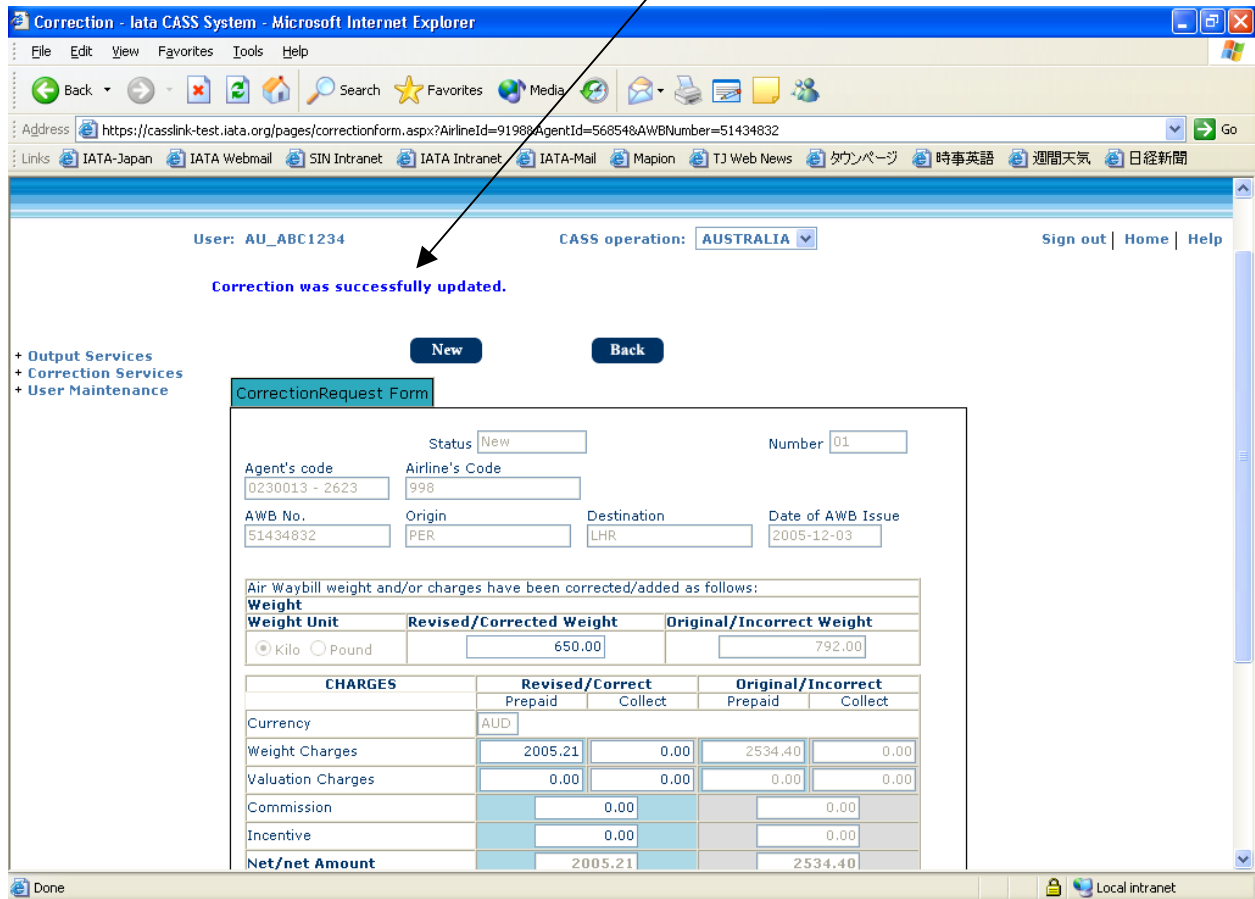 Correction - Iata CASS System - Microsoft Internet Explorer
File Edit View Favorites Tools Help
Back Search Favorites Media
Address https://casslink-test.iata.org/pages/correctionform.aspx?AirlineId=91988&AgentId=56854&AWBNumber=51434832 Go
Links IATA-Japan IATA Webmail SIN Intranet IATA Intranet IATA-Mail Mapion TJ Web News タウンページ 時事英語 週間天気 日経新聞
User: AU_ABC1234 CASS operation: AUSTRALIA Sign out | Home | Help
Correction was successfully updated.
New Back
+ Output Services
+ Correction Services
+ User Maintenance
CorrectionRequest Form
Status New Number 01
Agent's code Airline's Code
0230013 - 2623 998
AWB No. Origin Destination Date of AWB Issue
51434832 PER LHR 2005-12-03
Air Waybill weight and/or charges have been corrected/added as follows:
Weight
Weight Unit Revised/Corrected Weight Original/Incorrect Weight
Kilo Pound 650.00 792.00
CHARGES Revised/Correct Original/Incorrect
Prepaid Collect Prepaid Collect
Currency AUD
Weight Charges 2005.21 0.00 2534.40 0.00
Valuation Charges 0.00 0.00 0.00 0.00
Commission 0.00 0.00
Incentive 0.00 0.00
Net/net Amount 2005.21 2534.40
Done Local intranet